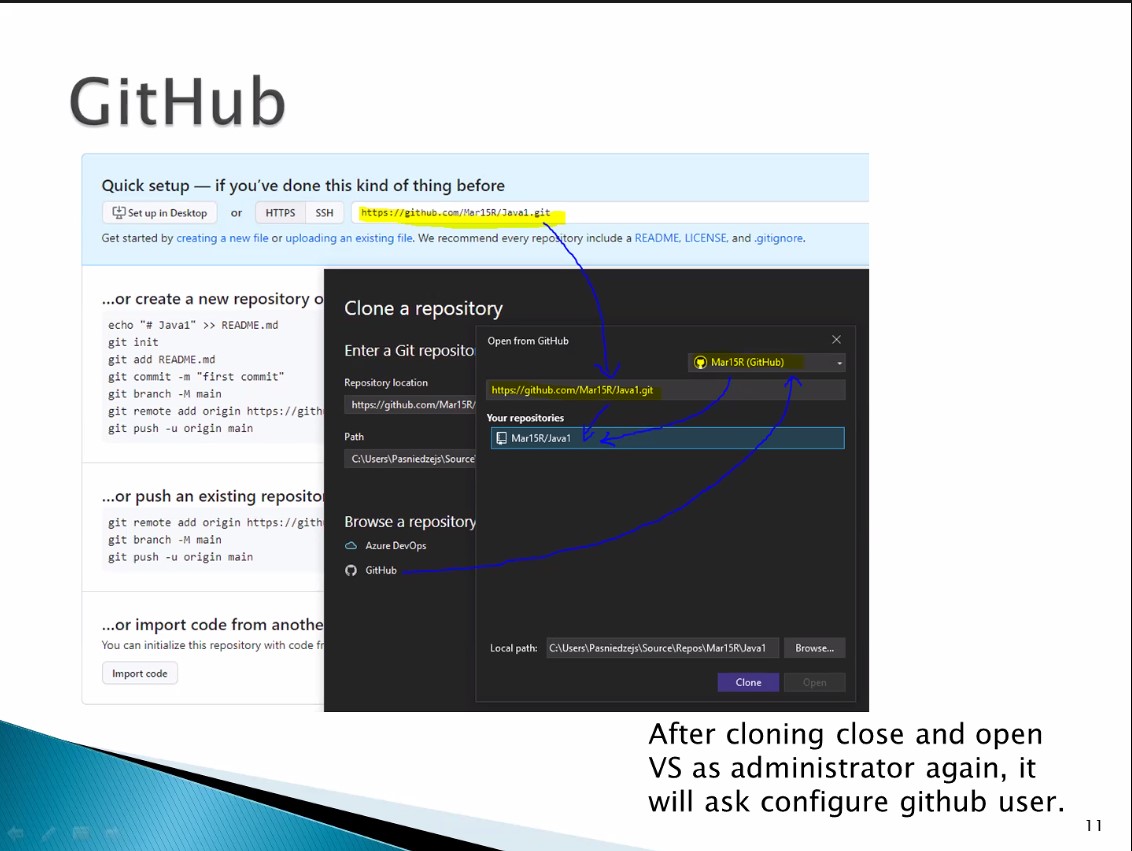 GitHub
Quick setup — if you've done this kind of thing before
Set up in Desktop or HTTPS SSH https://github.com/Mar15R/Java1.git
Get started by creating a new file or uploading an existing file. We recommend every repository include a README, LICENSE, and .gitignore.
...or create a new repository o
echo "# Java1" >> README.md
git init
git add README.md
git commit -m "first commit"
git branch -M main
git remote add origin https://gith
git push -u origin main
...or push an existing reposito
git remote add origin https://gith
git branch -M main
git push -u origin main
...or import code from anothe
You can initialize this repository with code f
Import code
Clone a repository
Enter a Git reposito
Repository location
https://github.com/Mar15R/
Path
C:\Users\Pasniedzejs\Source
Browse a repository
Azure DevOps
GitHub
Open from GitHub
Mar15R (GitHub)
https://github.com/Mar15R/Java1.git
Your repositories
Mar15R/Java1
Local path: C:\Users\Pasniedzejs\Source\Repos\Mar15R\Java1 Browse...
Clone Open
After cloning close and open
VS as administrator again, it
will ask configure github user.
11